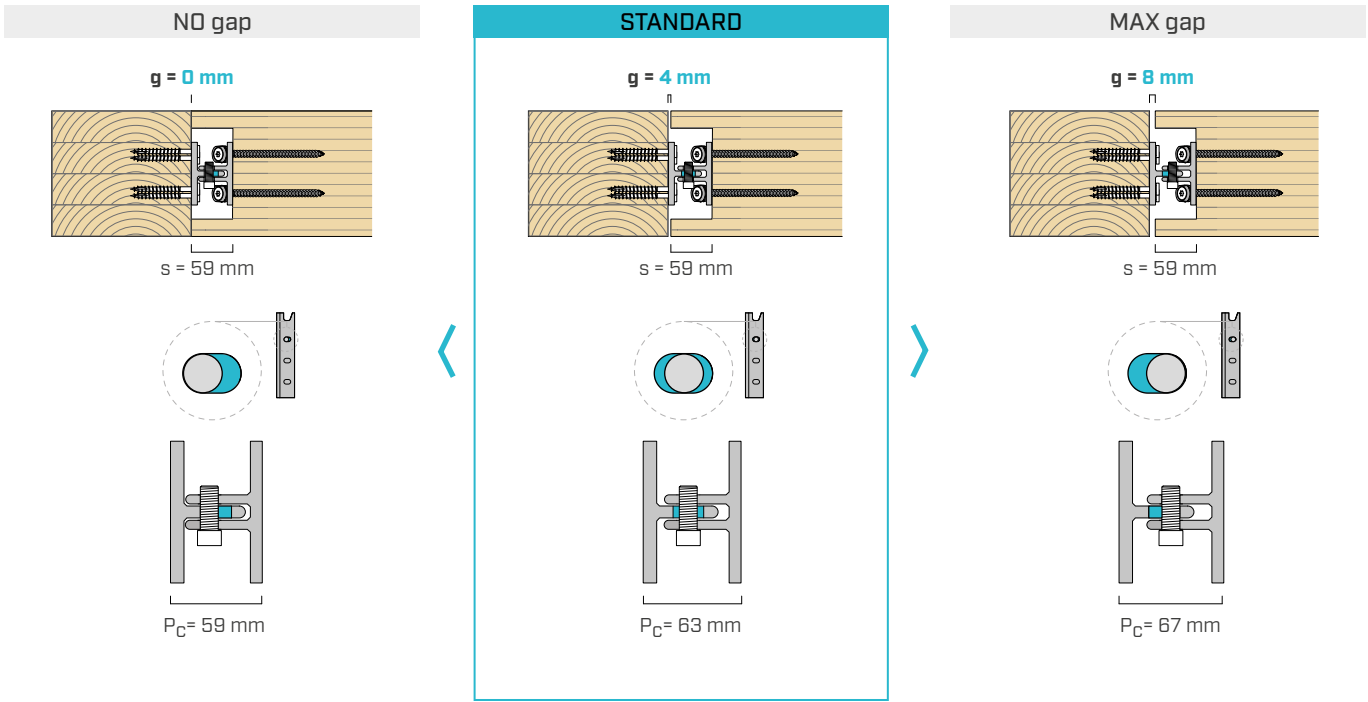 NO gap
STANDARD
MAX gap
g = 0 mm
g = 4 mm
g = 8 mm
s = 59 mm
s = 59 mm
s = 59 mm
PC= 59 mm
PC= 63 mm
PC= 67 mm